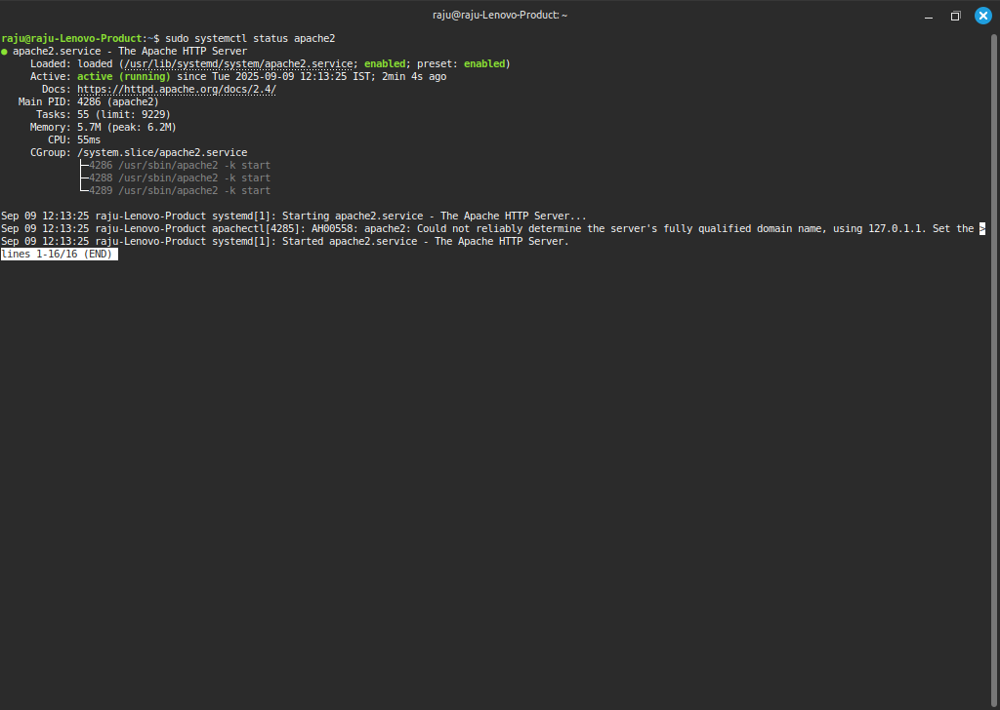 raju@raju-Lenovo-Product: ~
raju@raju-Lenovo-Product:~$ sudo systemctl status apache2
● apache2.service - The Apache HTTP Server
     Loaded: loaded (/usr/lib/systemd/system/apache2.service; enabled; preset: enabled)
     Active: active (running) since Tue 2025-09-09 12:13:25 IST; 2min 4s ago
       Docs: https://httpd.apache.org/docs/2.4/
   Main PID: 4286 (apache2)
      Tasks: 55 (limit: 9229)
     Memory: 5.7M (peak: 6.2M)
        CPU: 55ms
     CGroup: /system.slice/apache2.service
             ├─4286 /usr/sbin/apache2 -k start
             ├─4288 /usr/sbin/apache2 -k start
             └─4289 /usr/sbin/apache2 -k start
Sep 09 12:13:25 raju-Lenovo-Product systemd[1]: Starting apache2.service - The Apache HTTP Server...
Sep 09 12:13:25 raju-Lenovo-Product apachectl[4285]: AH00558: apache2: Could not reliably determine the server's fully qualified domain name, using 127.0.1.1. Set the >
Sep 09 12:13:25 raju-Lenovo-Product systemd[1]: Started apache2.service - The Apache HTTP Server.
lines 1-16/16 (END)